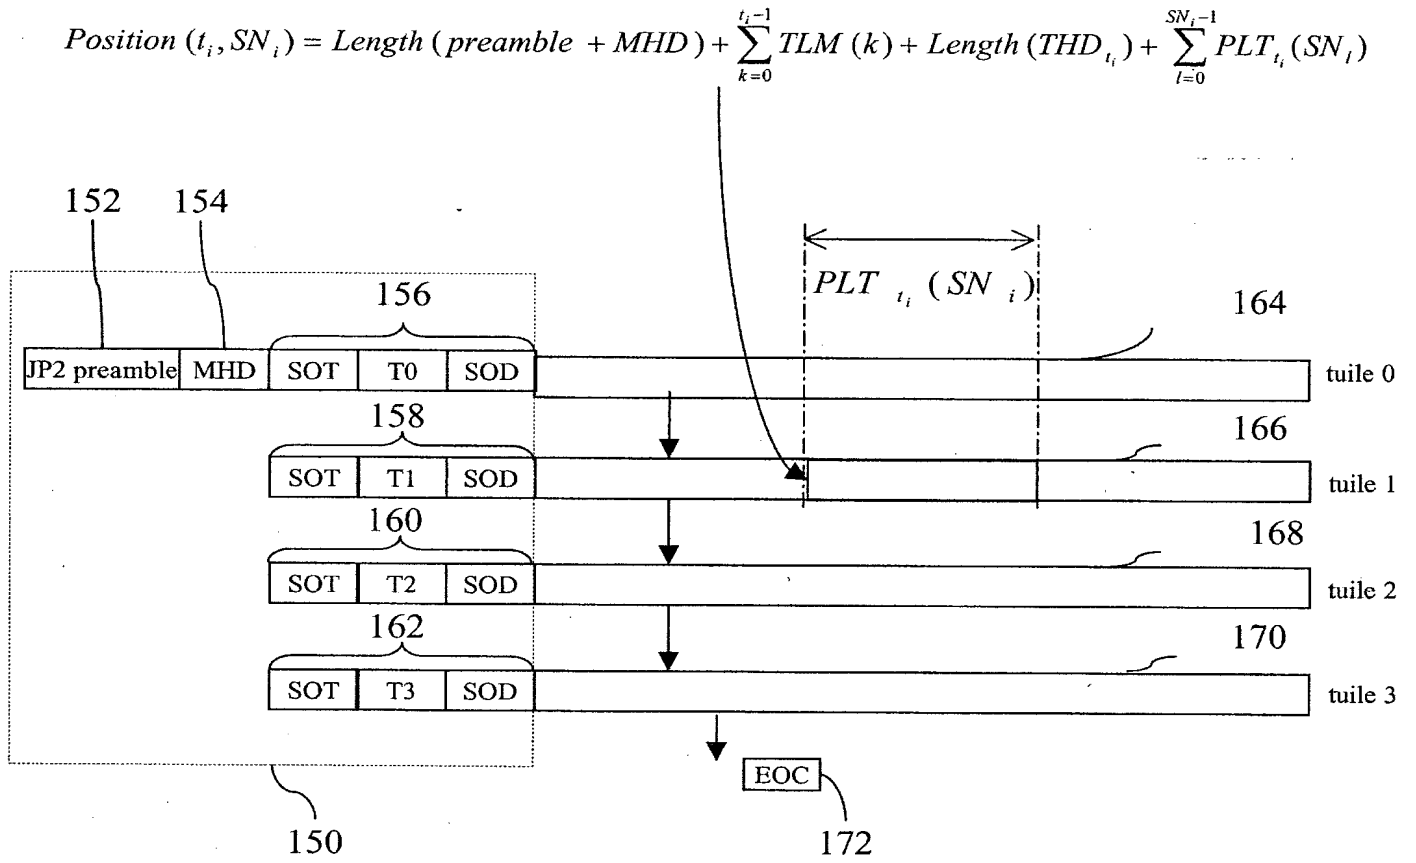 Position (t_i, SN_i) = Length (preamble + MHD) + \sum_{k=0}^{t_i-1} TLM (k) + Length (THD_{t_i}) + \sum_{l=0}^{SN_i-1} PLT_{t_i} (SN_l)
152 154
156
PLT_{t_i} (SN_i)
164
JP2 preamble MHD SOT T0 SOD tuile 0
158
166
SOT T1 SOD tuile 1
160
168
SOT T2 SOD tuile 2
162
170
SOT T3 SOD tuile 3
EOC
150
172